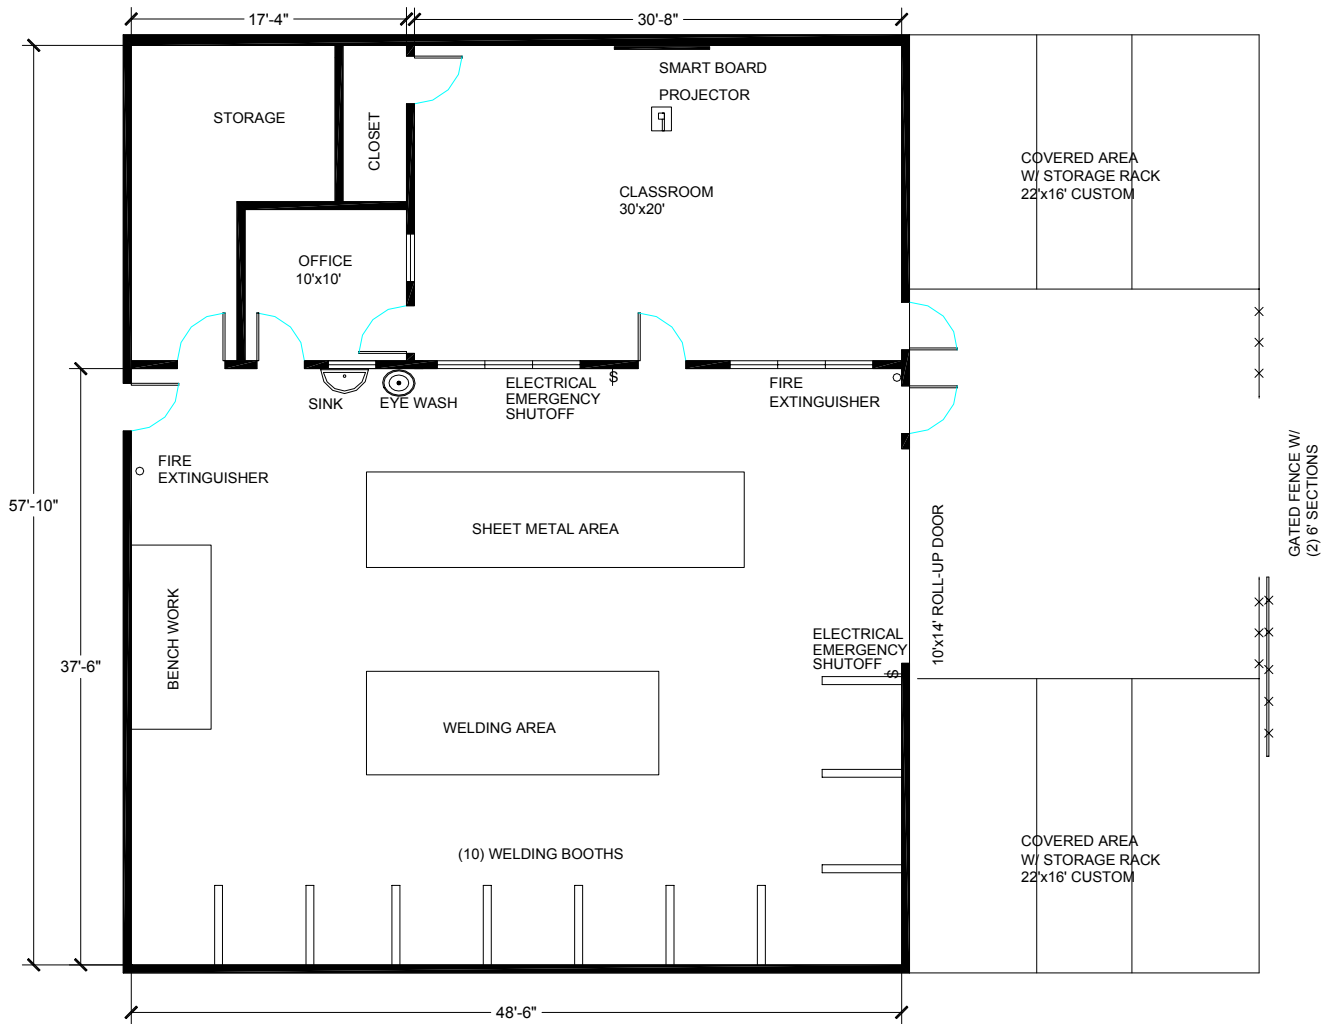 17'-4"
30'-8"
SMART BOARD
PROJECTOR
STORAGE
CLOSET
COVERED AREA
W/ STORAGE RACK
22'x16' CUSTOM
CLASSROOM
30'x20'
OFFICE
10'x10'
SINK
EYE WASH
ELECTRICAL
EMERGENCY
SHUTOFF
$
FIRE
EXTINGUISHER
FIRE
EXTINGUISHER
GATED FENCE W/
(2) 6' SECTIONS
57'-10"
SHEET METAL AREA
10'x14' ROLL-UP DOOR
BENCH WORK
37'-6"
ELECTRICAL
EMERGENCY
SHUTOFF
$
WELDING AREA
(10) WELDING BOOTHS
COVERED AREA
W/ STORAGE RACK
22'x16' CUSTOM
48'-6"